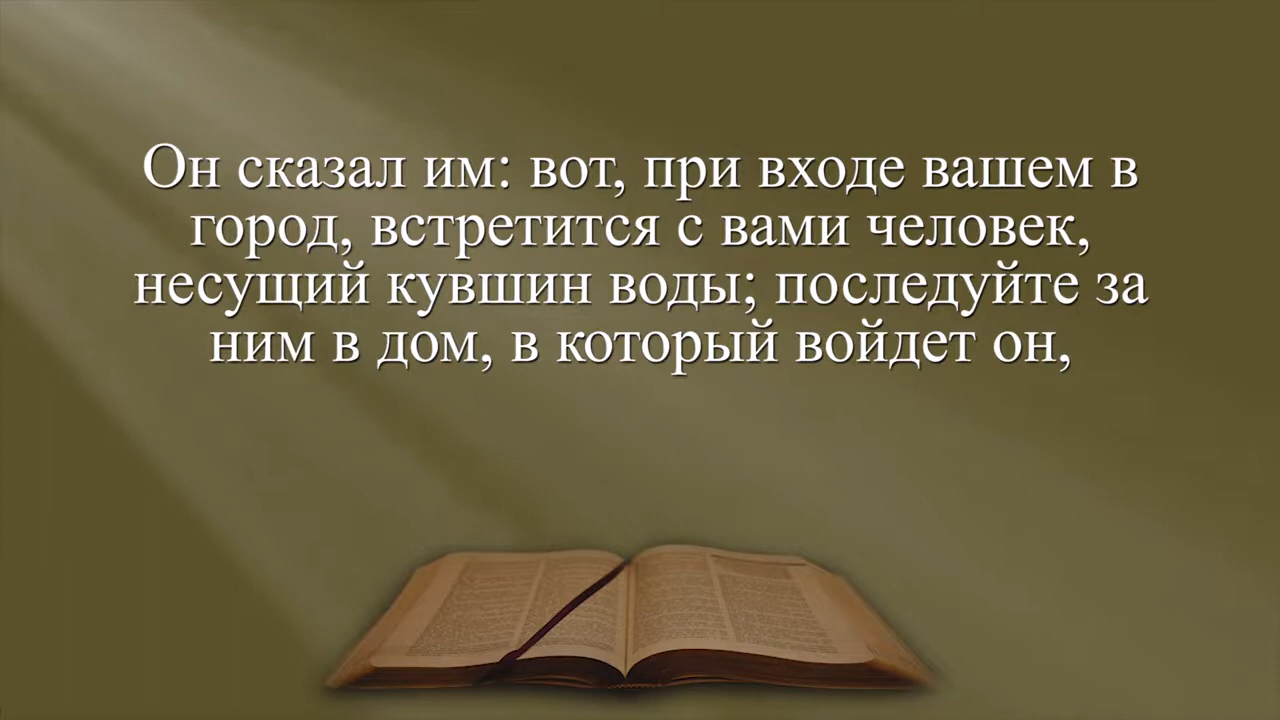 Он сказал им: вот, при входе вашем в
город, встретится с вами человек,
несущий кувшин воды; последуйте за
ним в дом, в который войдет он,